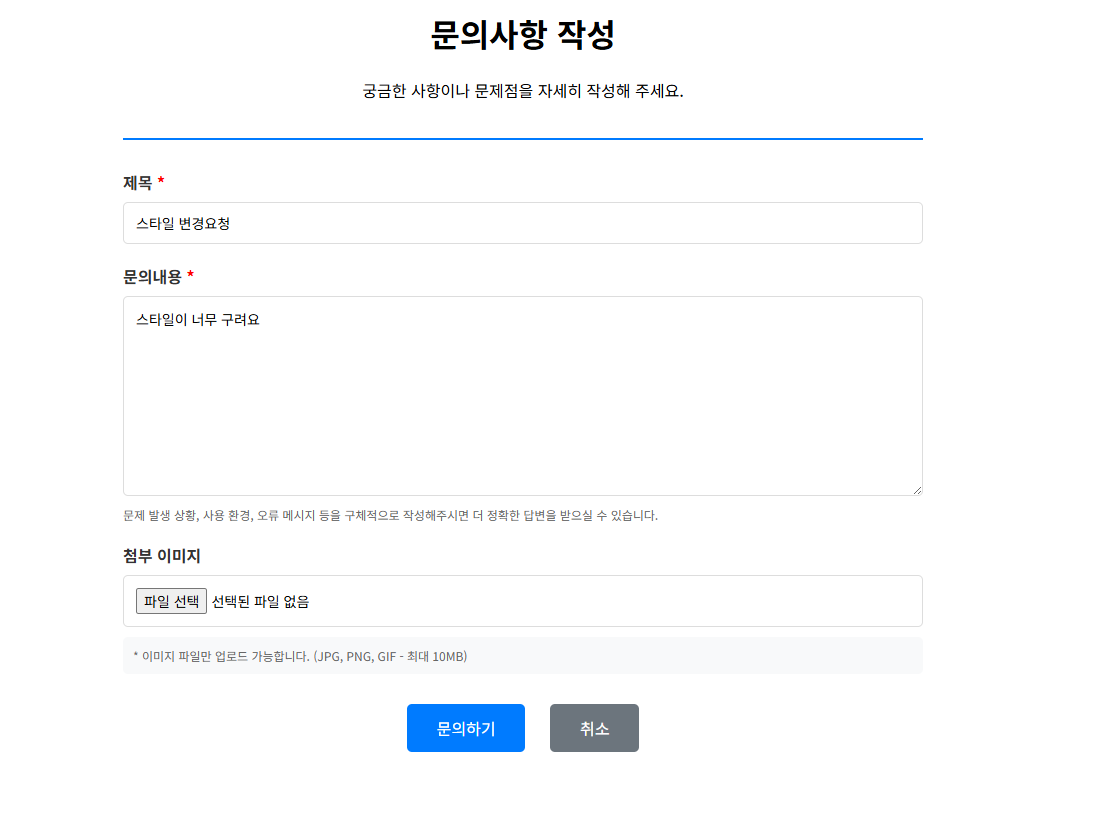 문의사항 작성
궁금한 사항이나 문제점을 자세히 작성해 주세요.
제목 *
스타일 변경요청
문의내용 *
스타일이 너무 구려요
문제 발생 상황, 사용 환경, 오류 메시지 등을 구체적으로 작성해주시면 더 정확한 답변을 받으실 수 있습니다.
첨부 이미지
파일 선택 선택된 파일 없음
* 이미지 파일만 업로드 가능합니다. (JPG, PNG, GIF - 최대 10MB)
문의하기 취소